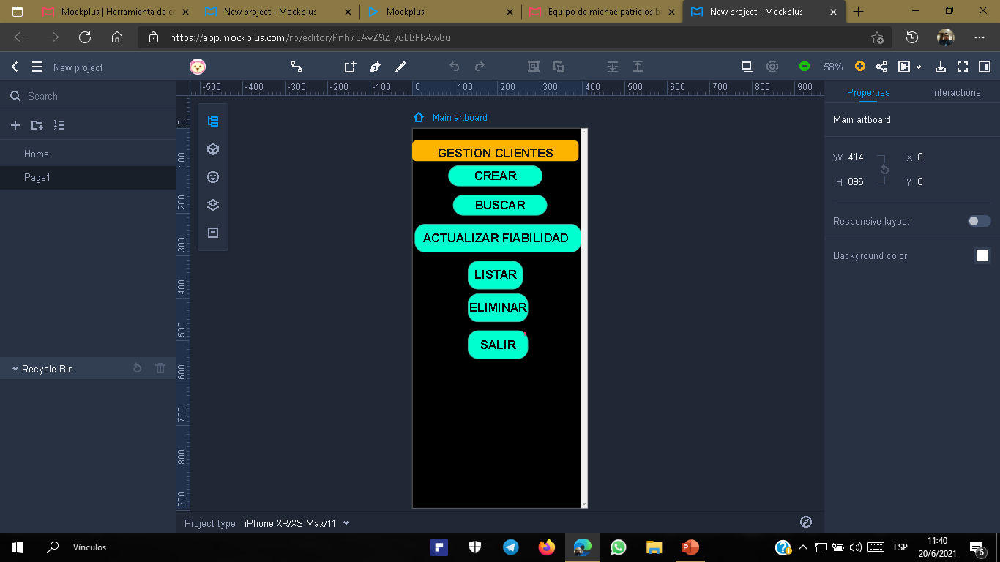 Mockplus | Herramienta de c
New project - Mockplus
Mockplus
Equipo de michaelpatriciosib
New project - Mockplus
https://app.mockplus.com/rp/editor/Pnh7EAvZ9Z_/6EBFkAw8u
New project
58%
Search
-500 -400 -300 -200 -100 0 100 200 300 400 500 600 700 800 900
Properties Interactions
Main artboard
Main artboard
0 100 200 300 400 500 600 700 800 900
Home
Page1
GESTION CLIENTES
CREAR
BUSCAR
ACTUALIZAR FIABILIDAD
LISTAR
ELIMINAR
SALIR
W 414 X 0
H 896 Y 0
Responsive layout
Background color
Recycle Bin
Project type iPhone XR/XS Max/11
Vínculos
ESP
11:40
20/6/2021
6